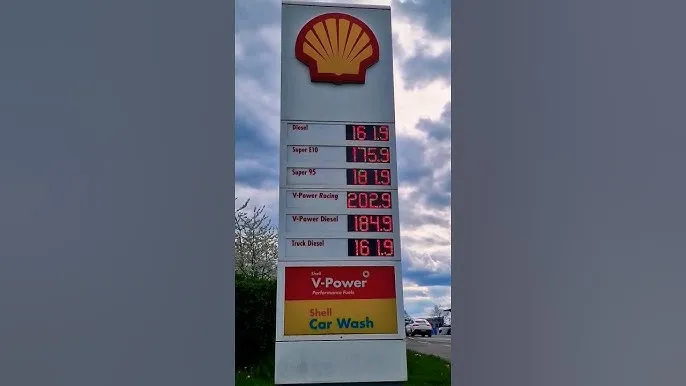 Diesel 161.9
Super E10 175.9
Super 95 181.9
V-Power Racing 202.9
V-Power Diesel 184.9
Truck Diesel 161.9
Shell
V-Power
Performance Fuels
Shell
Car Wash